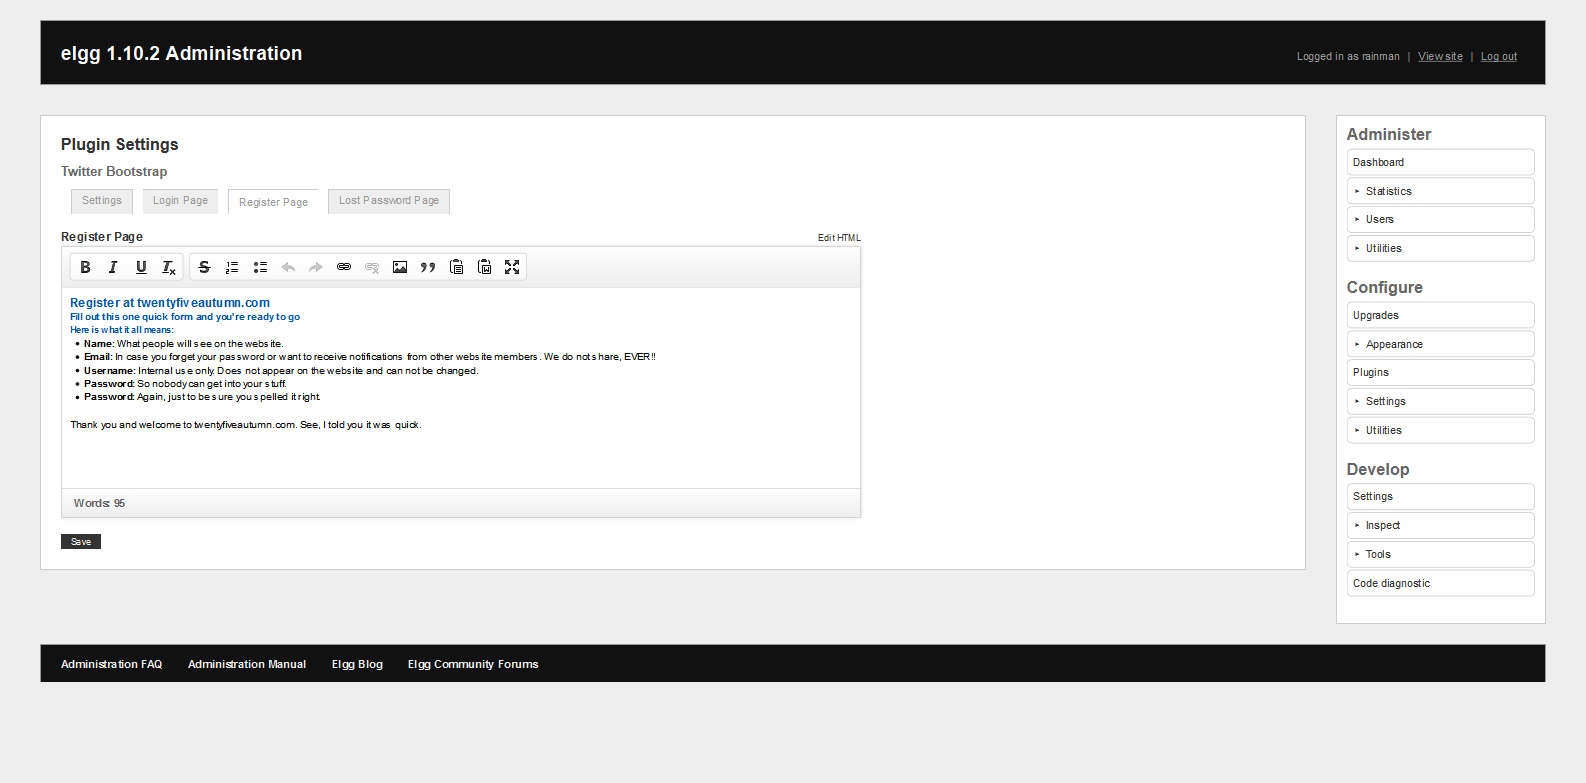 elgg 1.10.2 Administration
Logged in as rainman | View site | Log out
Plugin Settings
Twitter Bootstrap
Settings Login Page Register Page Lost Password Page
Register Page Edit HTML
Register at twentyfiveautumn.com
Fill out this one quick form and you're ready to go
Here is what it all means:
• Name: What people will see on the website.
• Email: In case you forget your password or want to receive notifications from other website members. We do not share, EVER!!
• Username: Internal use only. Does not appear on the website and can not be changed.
• Password: So nobody can get into your stuff.
• Password: Again, just to be sure you spelled it right.
Thank you and welcome to twentyfiveautumn.com. See, I told you it was quick.
Words: 95
Save
Administer
Dashboard
Statistics
Users
Utilities
Configure
Upgrades
Appearance
Plugins
Settings
Utilities
Develop
Settings
Inspect
Tools
Code diagnostic
Administration FAQ Administration Manual Elgg Blog Elgg Community Forums